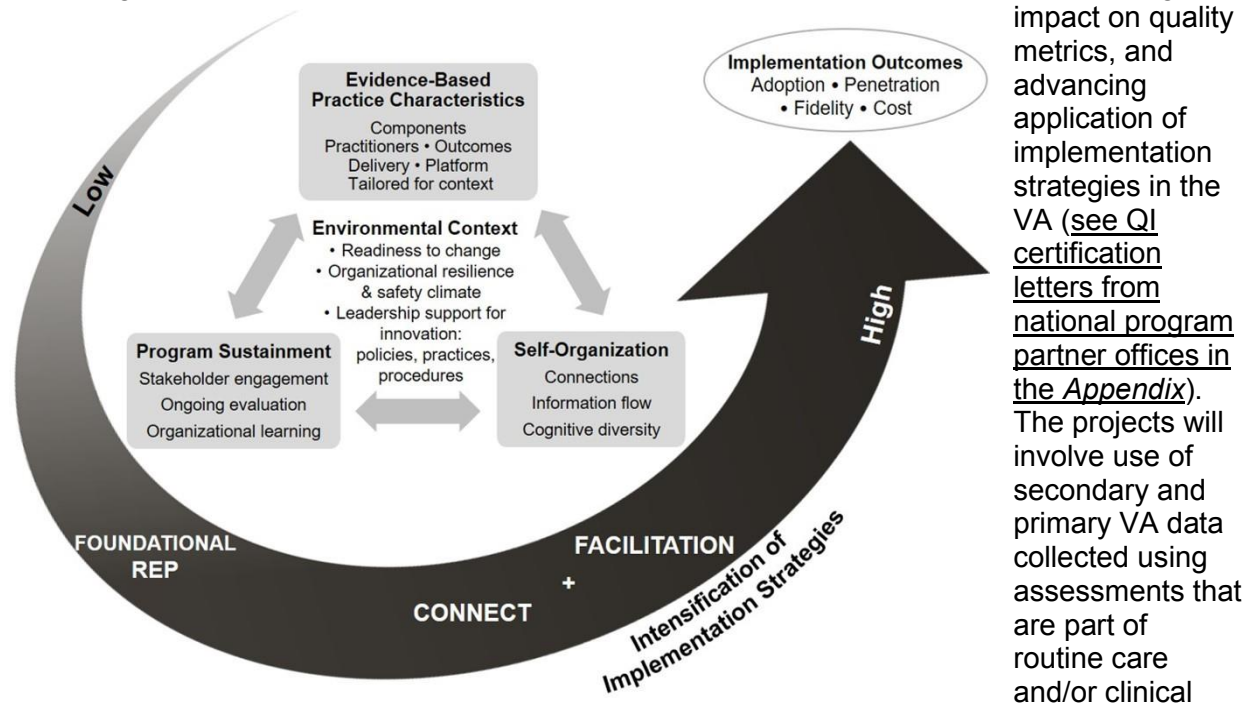 Evidence-Based
Practice Characteristics
Components
Practitioners • Outcomes
Delivery • Platform
Tailored for context
Implementation Outcomes
Adoption • Penetration
• Fidelity • Cost
Low
Environmental Context
• Readiness to change
• Organizational resilience
& safety climate
• Leadership support for
innovation:
policies, practices,
procedures
Program Sustainment
Stakeholder engagement
Ongoing evaluation
Organizational learning
Self-Organization
Connections
Information flow
Cognitive diversity
High
FOUNDATIONAL
REP
CONNECT
+
FACILITATION
Intensification of
Implementation Strategies
impact on quality
metrics, and
advancing
application of
implementation
strategies in the
VA (see QI
certification
letters from
national program
partner offices in
the Appendix).
The projects will
involve use of
secondary and
primary VA data
collected using
assessments that
are part of
routine care
and/or clinical